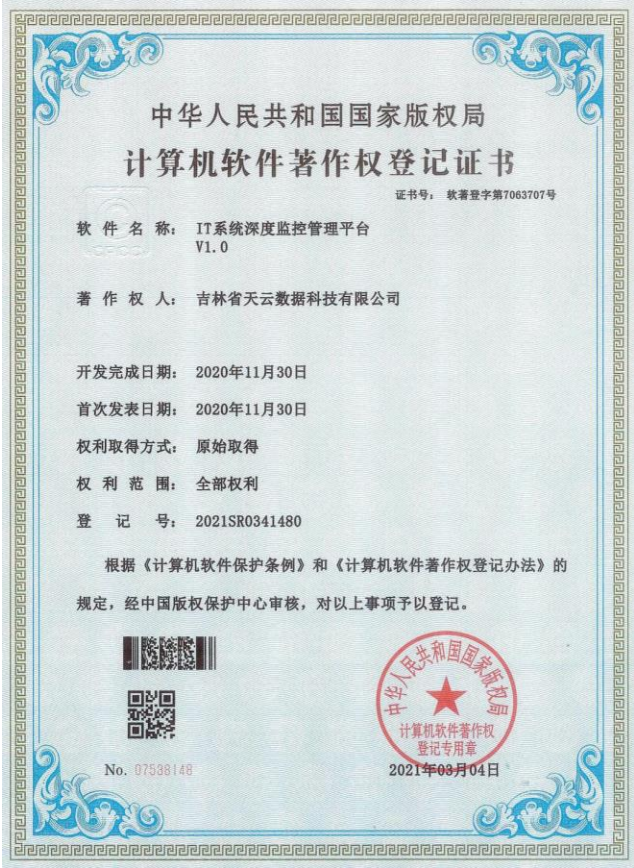 中华人民共和国国家版权局
计算机软件著作权登记证书
证书号： 软著登字第7063707号
CPCC
软 件 名 称： IT系统深度监控管理平台
V1.0
著 作 权 人： 吉林省天云数据科技有限公司
开发完成日期： 2020年11月30日
首次发表日期： 2020年11月30日
权利取得方式： 原始取得
权 利 范 围： 全部权利
登 记 号： 2021SR0341480
根据《计算机软件保护条例》和《计算机软件著作权登记办法》的
规定，经中国版权保护中心审核，对以上事项予以登记。
中华人民共和国国家版权局
计算机软件著作权
登记专用章
No. 07538148
2021年03月04日